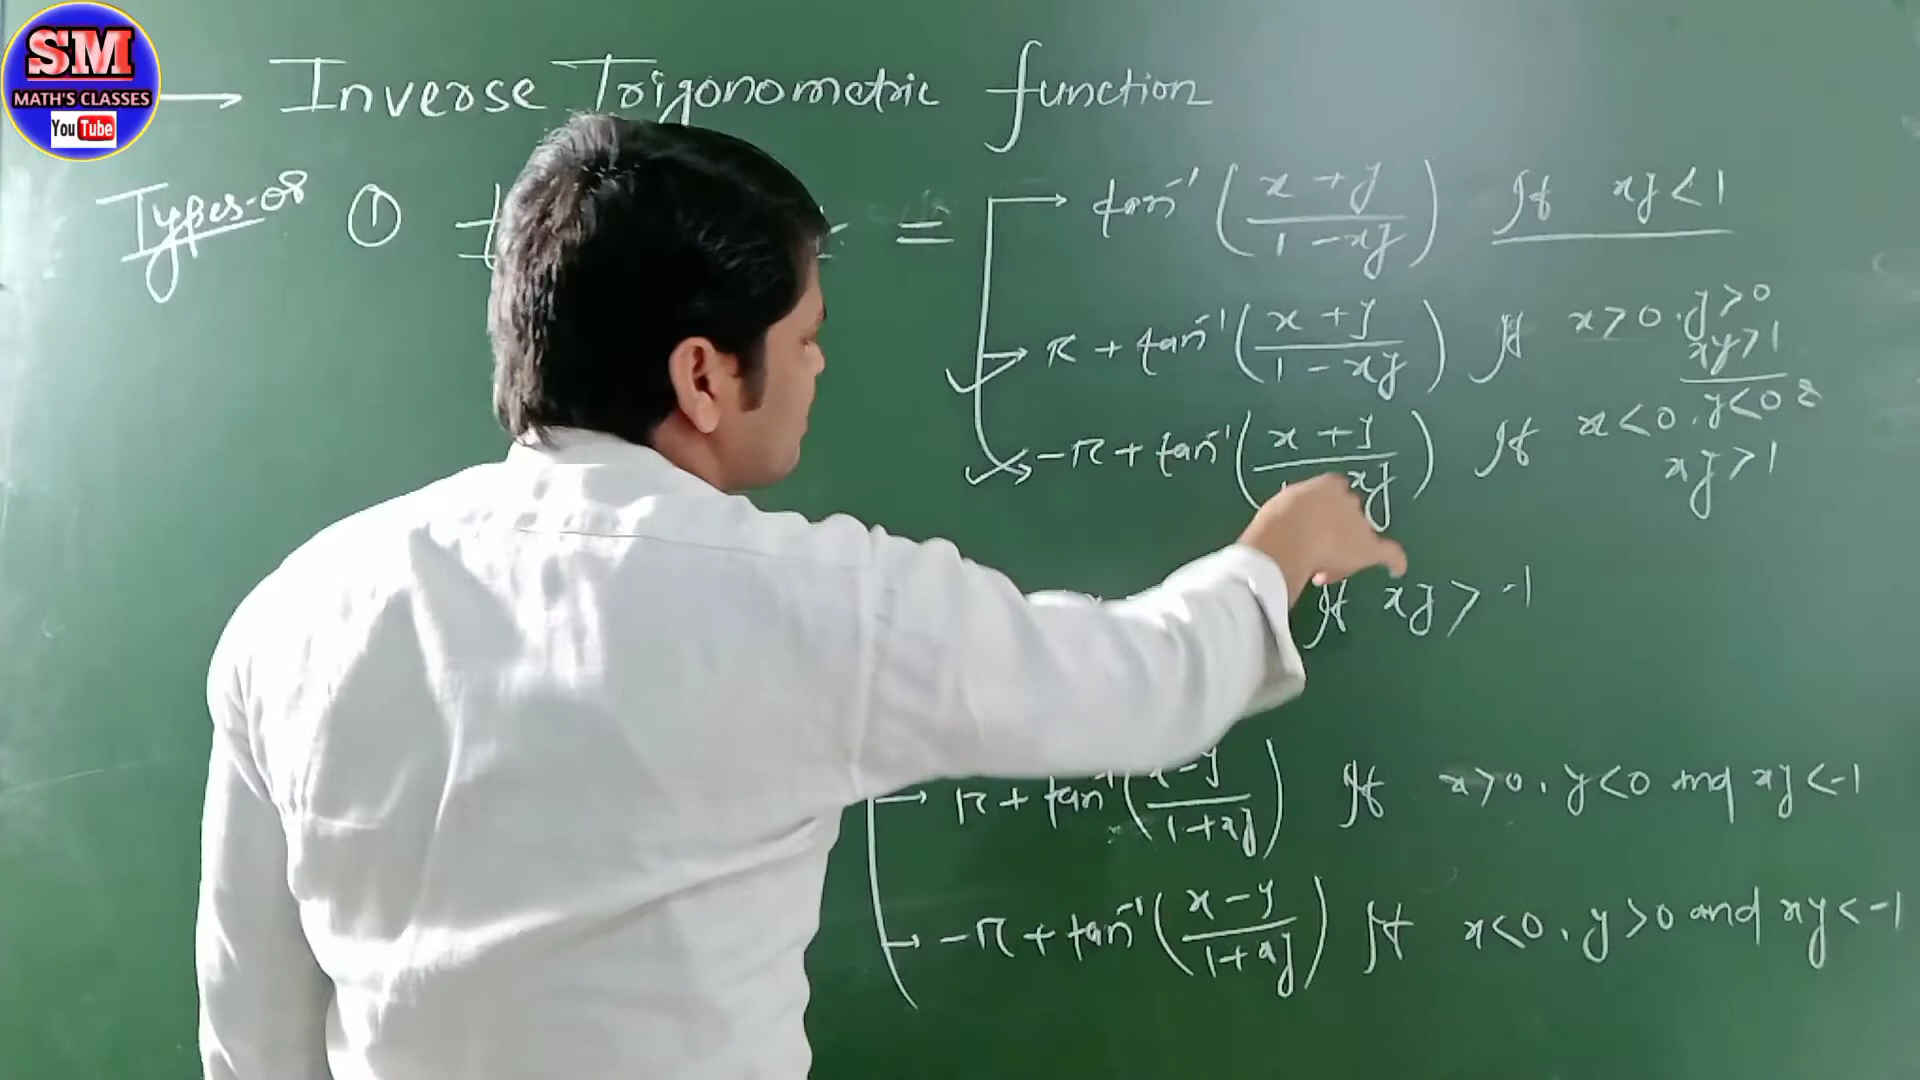 SM
MATH'S CLASSES
YouTube
→ Inverse Trigonometric function
Types-08 ① = → tan⁻¹ (x + y / 1 - xy) If xy < 1
→ π + tan⁻¹ (x + y / 1 - xy) If x > 0, y > 0
xy > 1
→ -π + tan⁻¹ (x + y / xy) If x < 0, y < 0 &
xy > 1
If xy > -1
→ π + tan⁻¹ (x - y / 1 + xy) If x > 0, y < 0 and xy < -1
→ -π + tan⁻¹ (x - y / 1 + xy) If x < 0, y > 0 and xy < -1